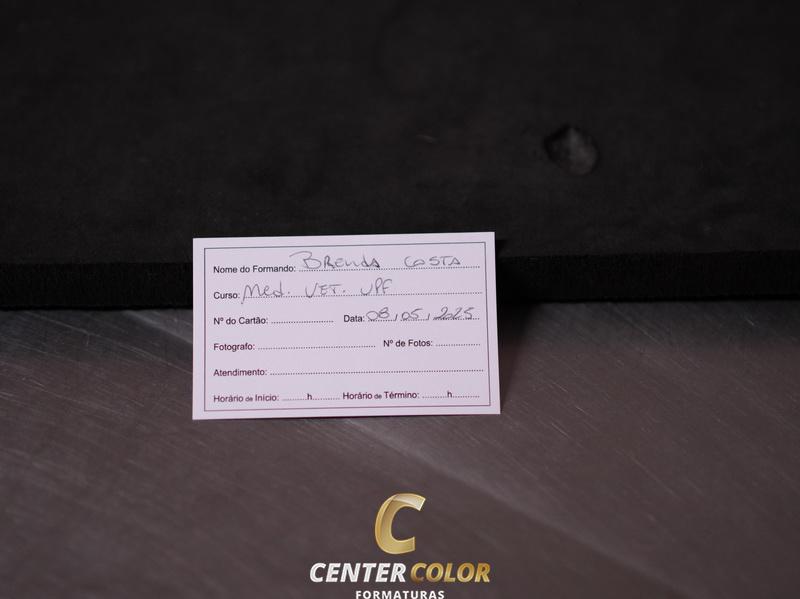 Nome do Formando: Brenda Costa
Curso: Med. Vet. UPF
Nº do Cartão: ........................ Data: 08/05/2025
Fotografo: ............................................. Nº de Fotos: .................
Atendimento: ................................................................................
Horário de Início: ..........h........... Horário de Término: ..........h...........
C
CENTER COLOR
FORMATURAS